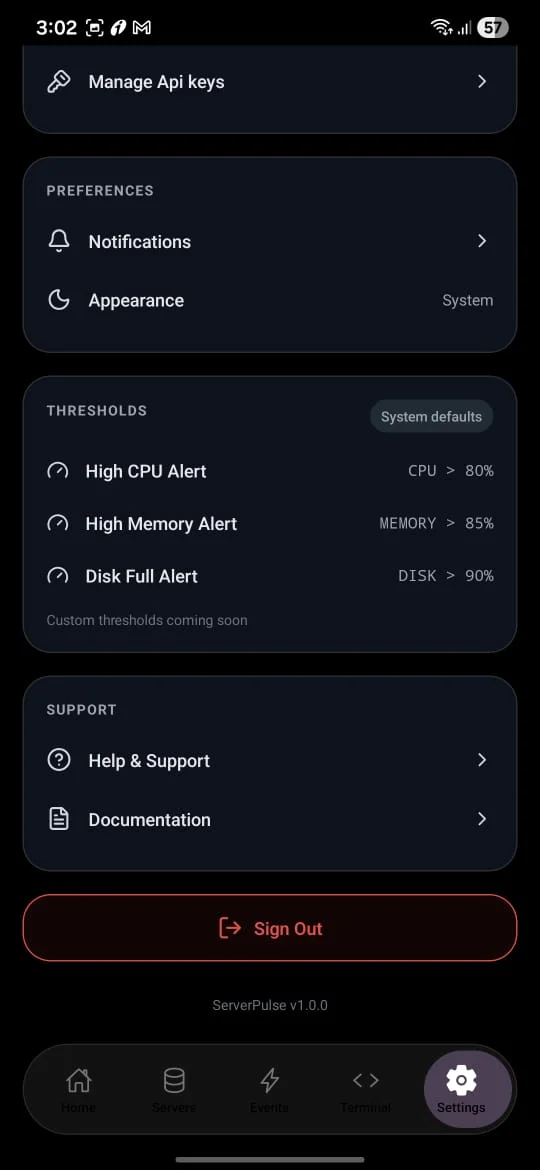 3:02
57
Manage Api keys
PREFERENCES
Notifications
Appearance System
THRESHOLDS System defaults
High CPU Alert CPU > 80%
High Memory Alert MEMORY > 85%
Disk Full Alert DISK > 90%
Custom thresholds coming soon
SUPPORT
Help & Support
Documentation
Sign Out
ServerPulse v1.0.0
Home Servers Events Terminal Settings